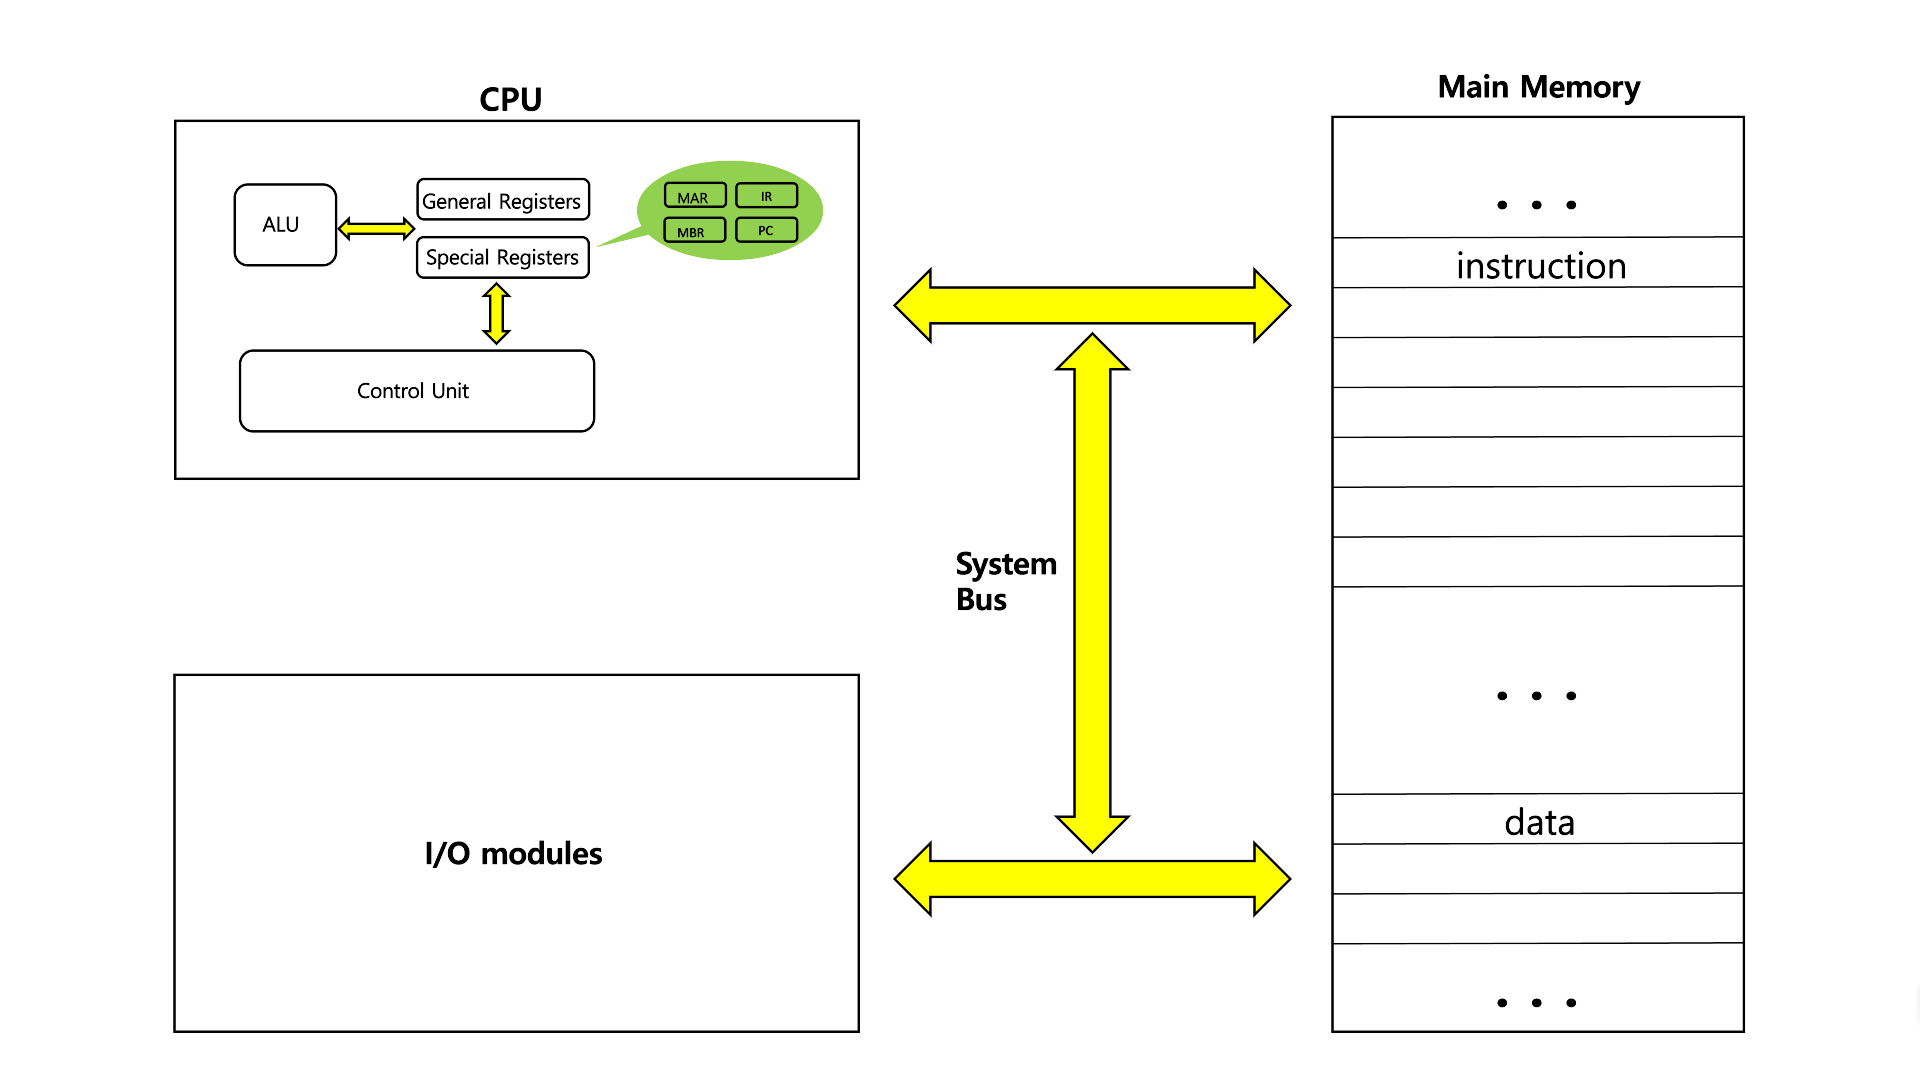 CPU
ALU
General Registers
Special Registers
MAR
IR
MBR
PC
Control Unit
I/O modules
System
Bus
Main Memory
. . .
instruction
. . .
data
. . .